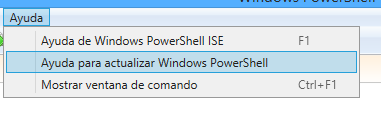 Windows PowerShell
Ayuda
Ayuda de Windows PowerShell ISE F1
Ayuda para actualizar Windows PowerShell
Mostrar ventana de comando Ctrl+F1